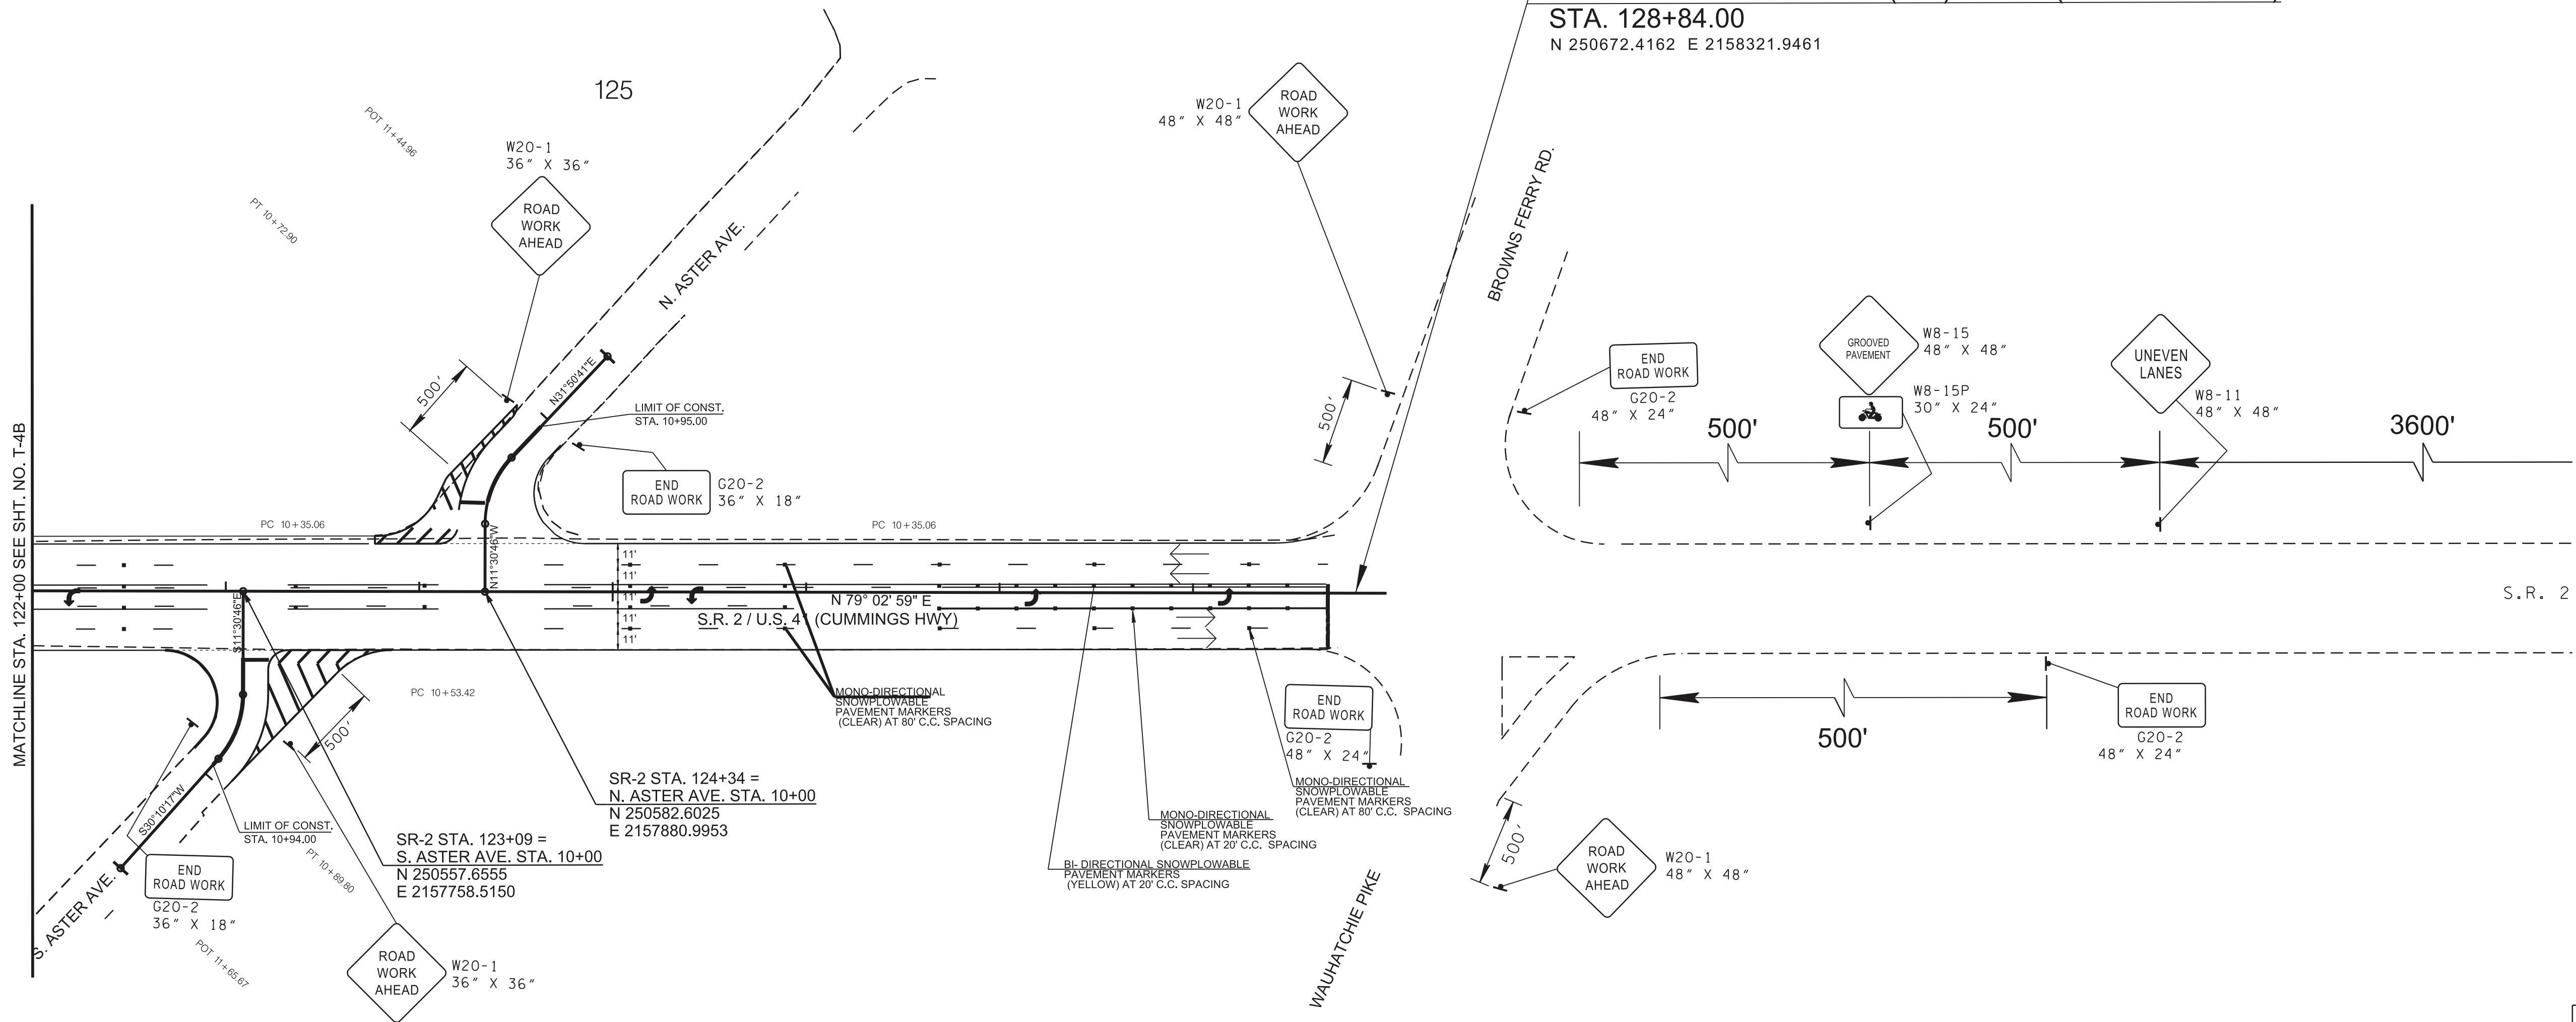 STA. 128+84.00
N 250672.4162 E 2158321.9461
125
POT 11+44.96
PT 10+72.90
W20-1
36" X 36"
ROAD
WORK
AHEAD
N. ASTER AVE.
W20-1
48" X 48"
ROAD
WORK
AHEAD
BROWNS FERRY RD.
500'
N31°50'41"E
LIMIT OF CONST.
STA. 10+95.00
END
ROAD WORK
G20-2
36" X 18"
500'
END
ROAD WORK
G20-2
48" X 24"
GROOVED
PAVEMENT
W8-15
48" X 48"
W8-15P
30" X 24"
UNEVEN
LANES
W8-11
48" X 48"
500'
500'
3600'
MATCHLINE STA. 122+00 SEE SHT. NO. T-4B
PC 10+35.06
PC 10+35.06
N11°30'46"W
11'
11'
11'
11'
11'
S11°30'46"E
N 79° 02' 59" E
S.R. 2 / U.S. 41 (CUMMINGS HWY)
S.R. 2
PC 10+53.42
500'
MONO-DIRECTIONAL
SNOWPLOWABLE
PAVEMENT MARKERS
(CLEAR) AT 80' C.C. SPACING
END
ROAD WORK
G20-2
48" X 24"
MONO-DIRECTIONAL
SNOWPLOWABLE
PAVEMENT MARKERS
(CLEAR) AT 80' C.C. SPACING
500'
END
ROAD WORK
G20-2
48" X 24"
SR-2 STA. 124+34 =
N. ASTER AVE. STA. 10+00
N 250582.6025
E 2157880.9953
MONO-DIRECTIONAL
SNOWPLOWABLE
PAVEMENT MARKERS
(CLEAR) AT 20' C.C. SPACING
BI- DIRECTIONAL SNOWPLOWABLE
PAVEMENT MARKERS
(YELLOW) AT 20' C.C. SPACING
S30°10'17"W
LIMIT OF CONST.
STA. 10+94.00
PT 10+89.80
SR-2 STA. 123+09 =
S. ASTER AVE. STA. 10+00
N 250557.6555
E 2157758.5150
END
ROAD WORK
G20-2
36" X 18"
S. ASTER AVE.
POT 11+65.67
ROAD
WORK
AHEAD
W20-1
36" X 36"
WAUHATCHIE PIKE
500'
ROAD
WORK
AHEAD
W20-1
48" X 48"